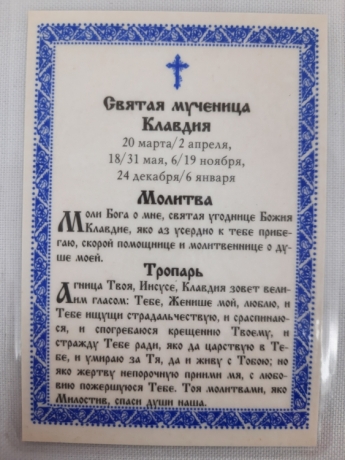 Святая мученица
Клавдия
20 марта/2 апреля,
18/31 мая, 6/19 ноября,
24 декабря/6 января
Молитва
Моли Бога о мне, святая угоднице Божия
Клавдие, яко аз усердно к тебе прибе-
гаю, скорой помощнице и молитвеннице о ду-
ше моей.
Тропарь
Агница Твоя, Иисусе, Клавдия зовет вели-
им гласом: Тебе, Женише мой, люблю, и
Тебе ищущи страдальчествую, и сраспина-
юся, и спогребаюся крещению Твоему, и
стражду Тебе ради, яко да царствую в Те-
бе, и умираю за Тя, да и живу с Тобою; но
яко жертву непорочную приими мя, с любо-
вию пожершуюся Тебе. Тоя молитвами, яко
Милостив, спаси души наша.